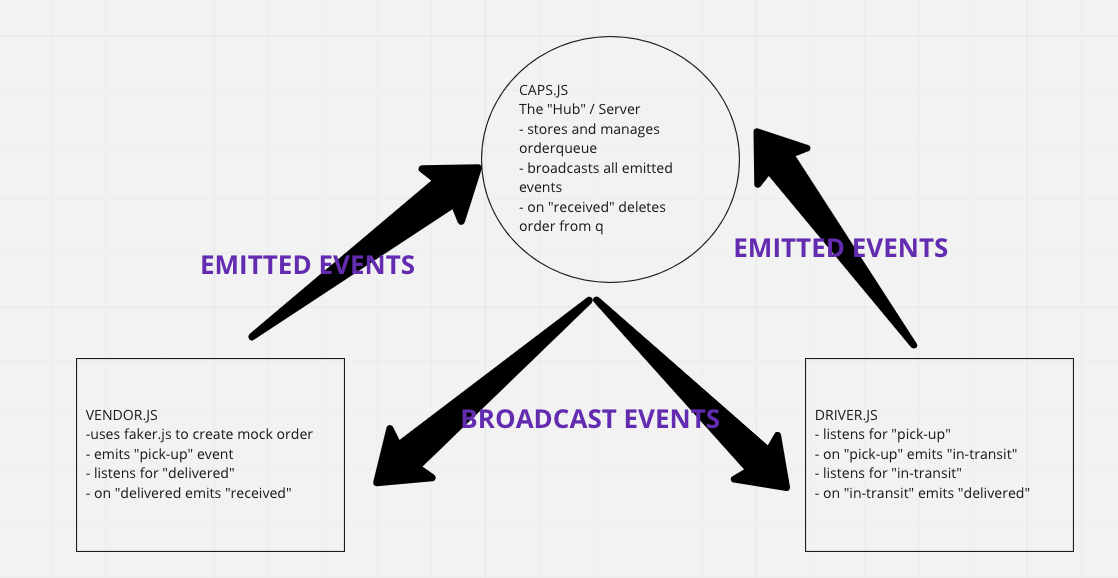 CAPS.JS
The "Hub" / Server
- stores and manages
orderqueue
- broadcasts all emitted
events
- on "received" deletes
order from q
EMITTED EVENTS
EMITTED EVENTS
BROADCAST EVENTS
VENDOR.JS
-uses faker.js to create mock order
- emits "pick-up" event
- listens for "delivered"
- on "delivered emits "received"
DRIVER.JS
- listens for "pick-up"
- on "pick-up" emits "in-transit"
- listens for "in-transit"
- on "in-transit" emits "delivered"